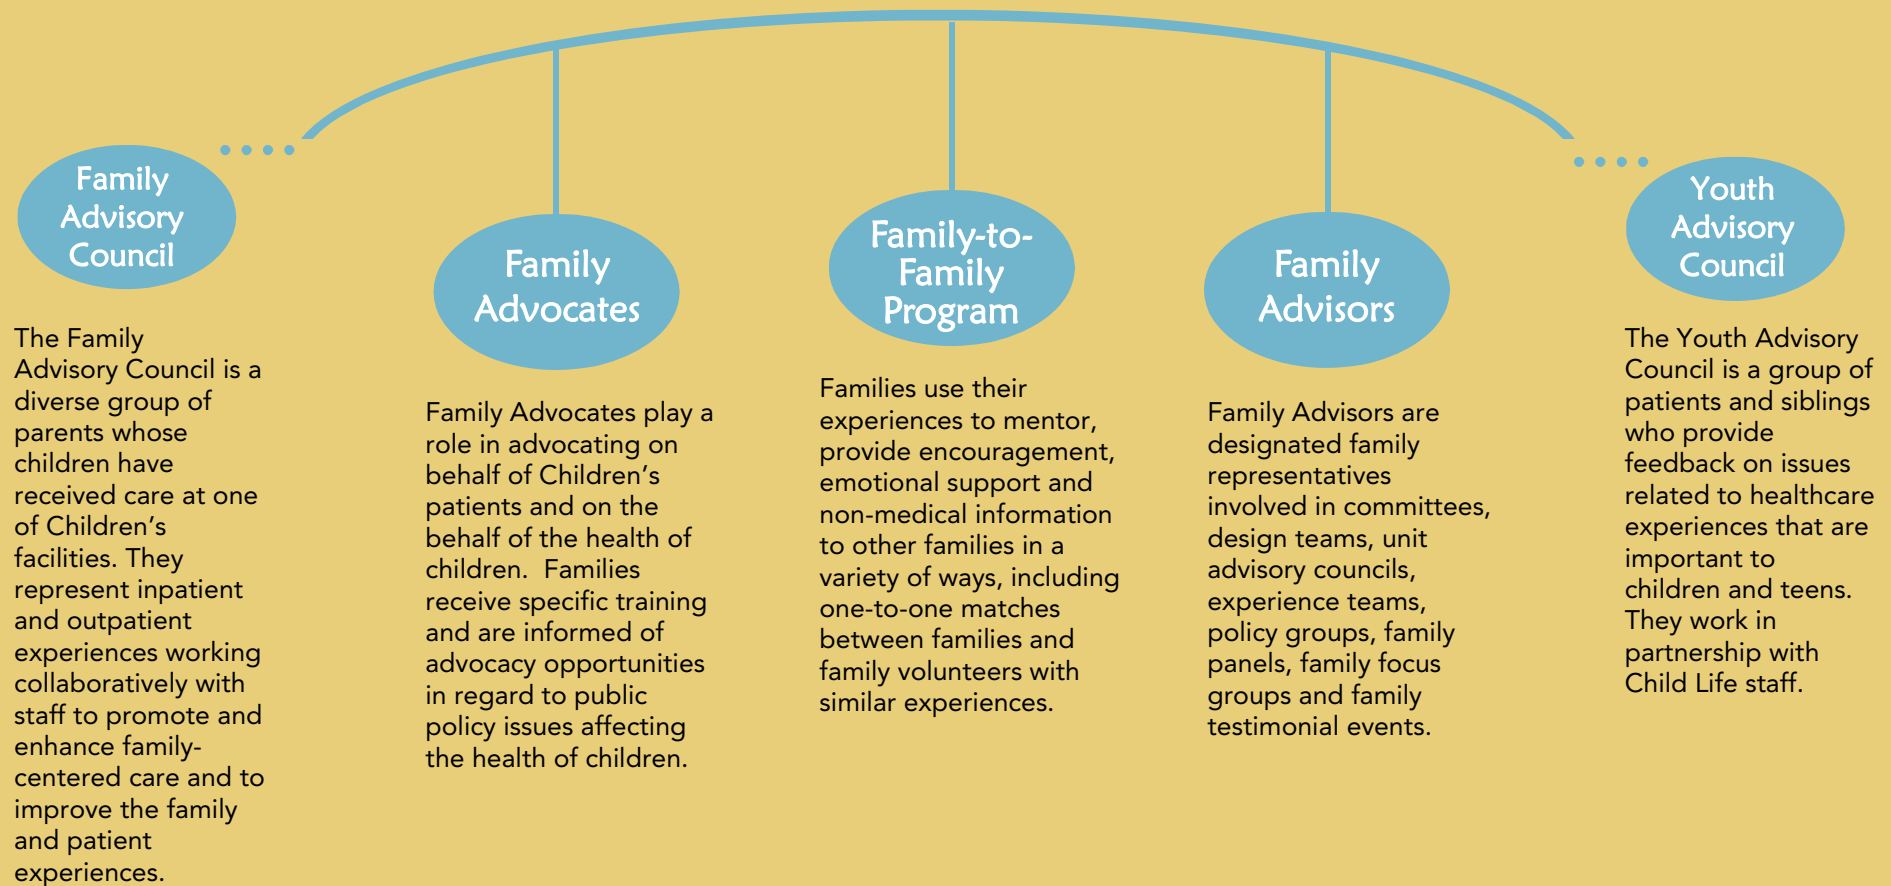 Family
Advisory
Council
The Family
Advisory Council is a
diverse group of
parents whose
children have
received care at one
of Children's
facilities. They
represent inpatient
and outpatient
experiences working
collaboratively with
staff to promote and
enhance family-
centered care and to
improve the family
and patient
experiences.
Family
Advocates
Family Advocates play a
role in advocating on
behalf of Children's
patients and on the
behalf of the health of
children.  Families
receive specific training
and are informed of
advocacy opportunities
in regard to public
policy issues affecting
the health of children.
Family-to-
Family
Program
Families use their
experiences to mentor,
provide encouragement,
emotional support and
non-medical information
to other families in a
variety of ways, including
one-to-one matches
between families and
family volunteers with
similar experiences.
Family
Advisors
Family Advisors are
designated family
representatives
involved in committees,
design teams, unit
advisory councils,
experience teams,
policy groups, family
panels, family focus
groups and family
testimonial events.
Youth
Advisory
Council
The Youth Advisory
Council is a group of
patients and siblings
who provide
feedback on issues
related to healthcare
experiences that are
important to
children and teens.
They work in
partnership with
Child Life staff.